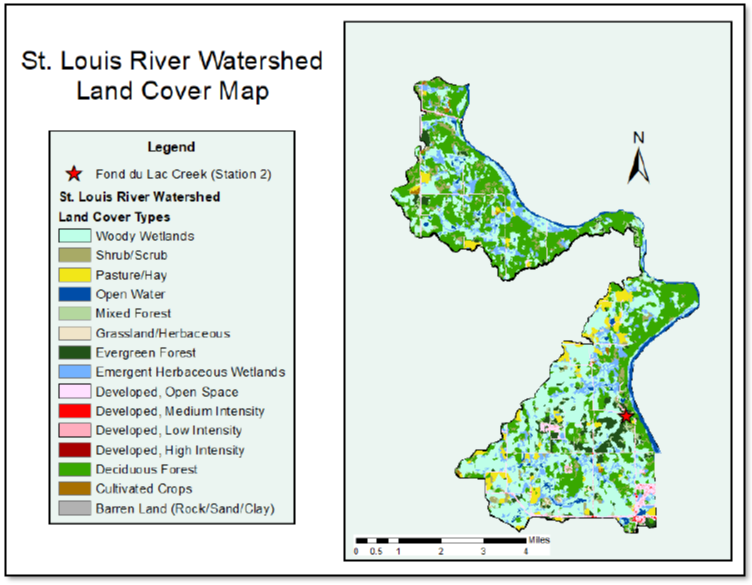 St. Louis River Watershed
Land Cover Map
Legend
Fond du Lac Creek (Station 2)
St. Louis River Watershed
Land Cover Types
Woody Wetlands
Shrub/Scrub
Pasture/Hay
Open Water
Mixed Forest
Grassland/Herbaceous
Evergreen Forest
Emergent Herbaceous Wetlands
Developed, Open Space
Developed, Medium Intensity
Developed, Low Intensity
Developed, High Intensity
Deciduous Forest
Cultivated Crops
Barren Land (Rock/Sand/Clay)
N
Miles
0 0.5 1 2 3 4